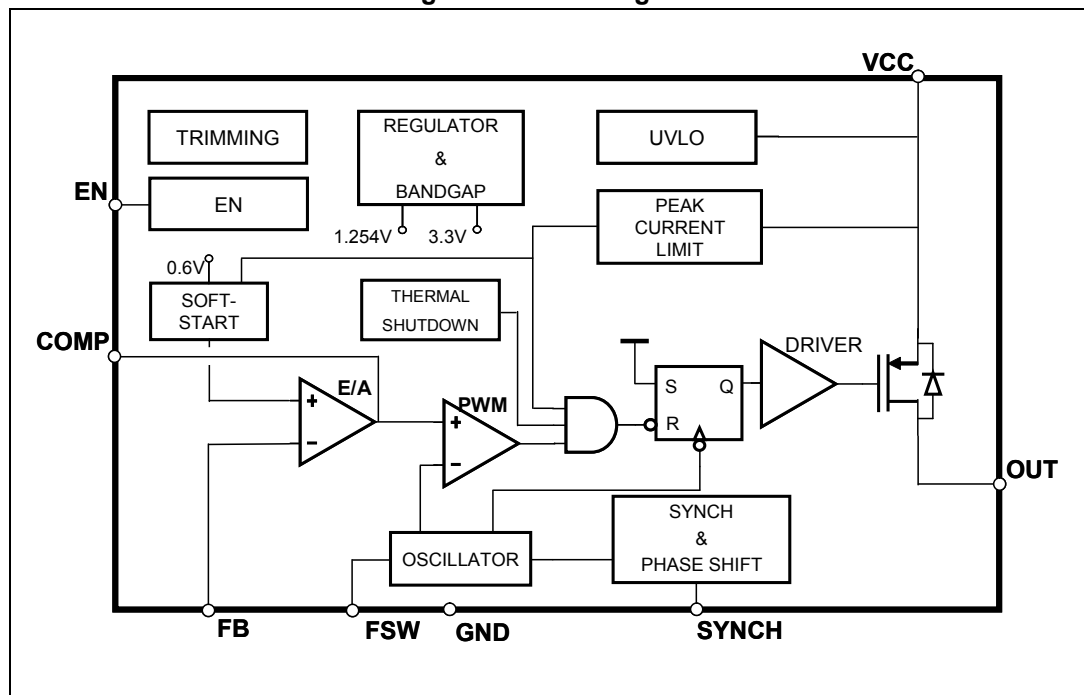 VCC
TRIMMING
REGULATOR
&
BANDGAP
UVLO
EN
EN
PEAK
CURRENT
LIMIT
1.254V
3.3V
0.6V
SOFT-
START
THERMAL
SHUTDOWN
COMP
DRIVER
E/A
+
−
PWM
+
−
S
Q
R
OUT
SYNCH
&
PHASE SHIFT
OSCILLATOR
FB
FSW
GND
SYNCH